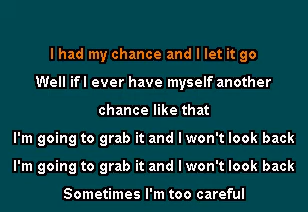 I had my chance and I let it go
Well if I ever have myself another
chance like that
I'm going to grab it and I won't look back
I'm going to grab it and I won't look back
Sometimes I'm too careful